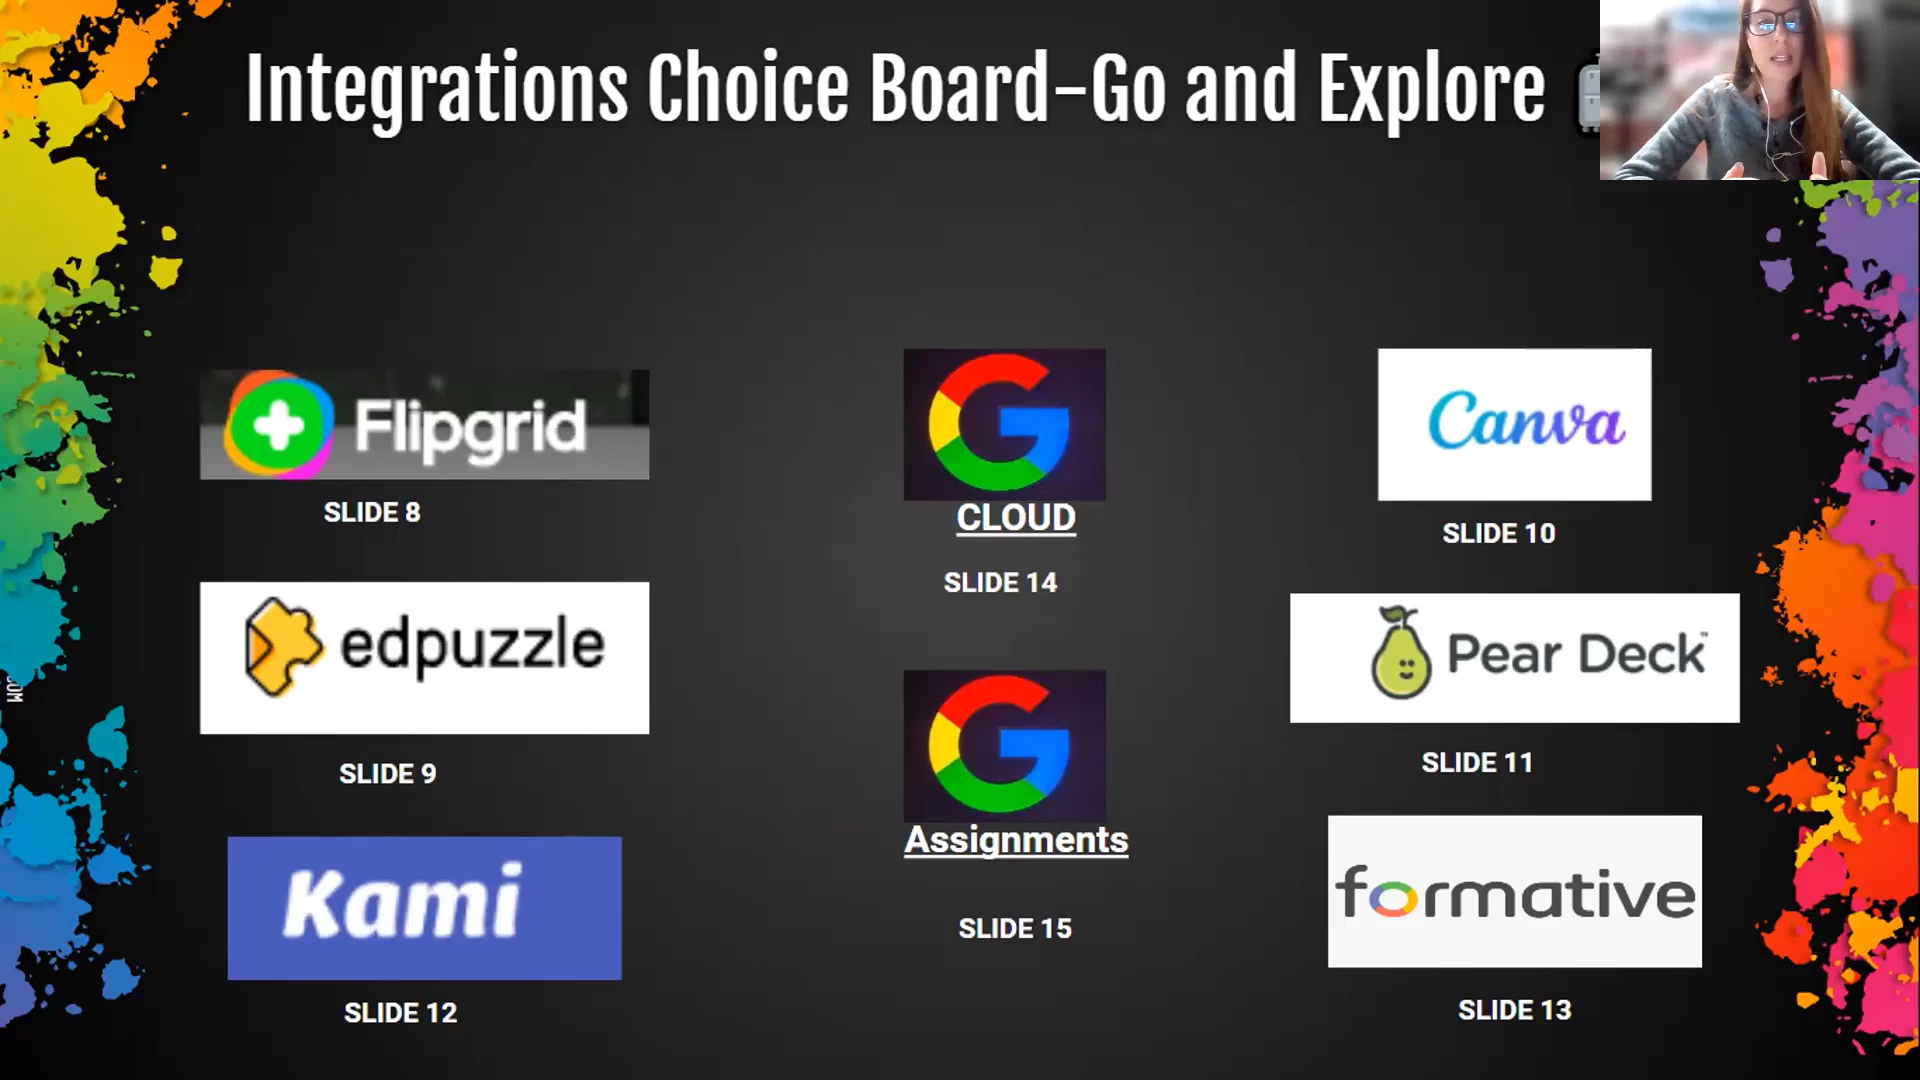 Integrations Choice Board-Go and Explore
Flipgrid
SLIDE 8
edpuzzle
SLIDE 9
Kami
SLIDE 12
G
CLOUD
SLIDE 14
G
Assignments
SLIDE 15
Canva
SLIDE 10
Pear Deck™
SLIDE 11
formative
SLIDE 13